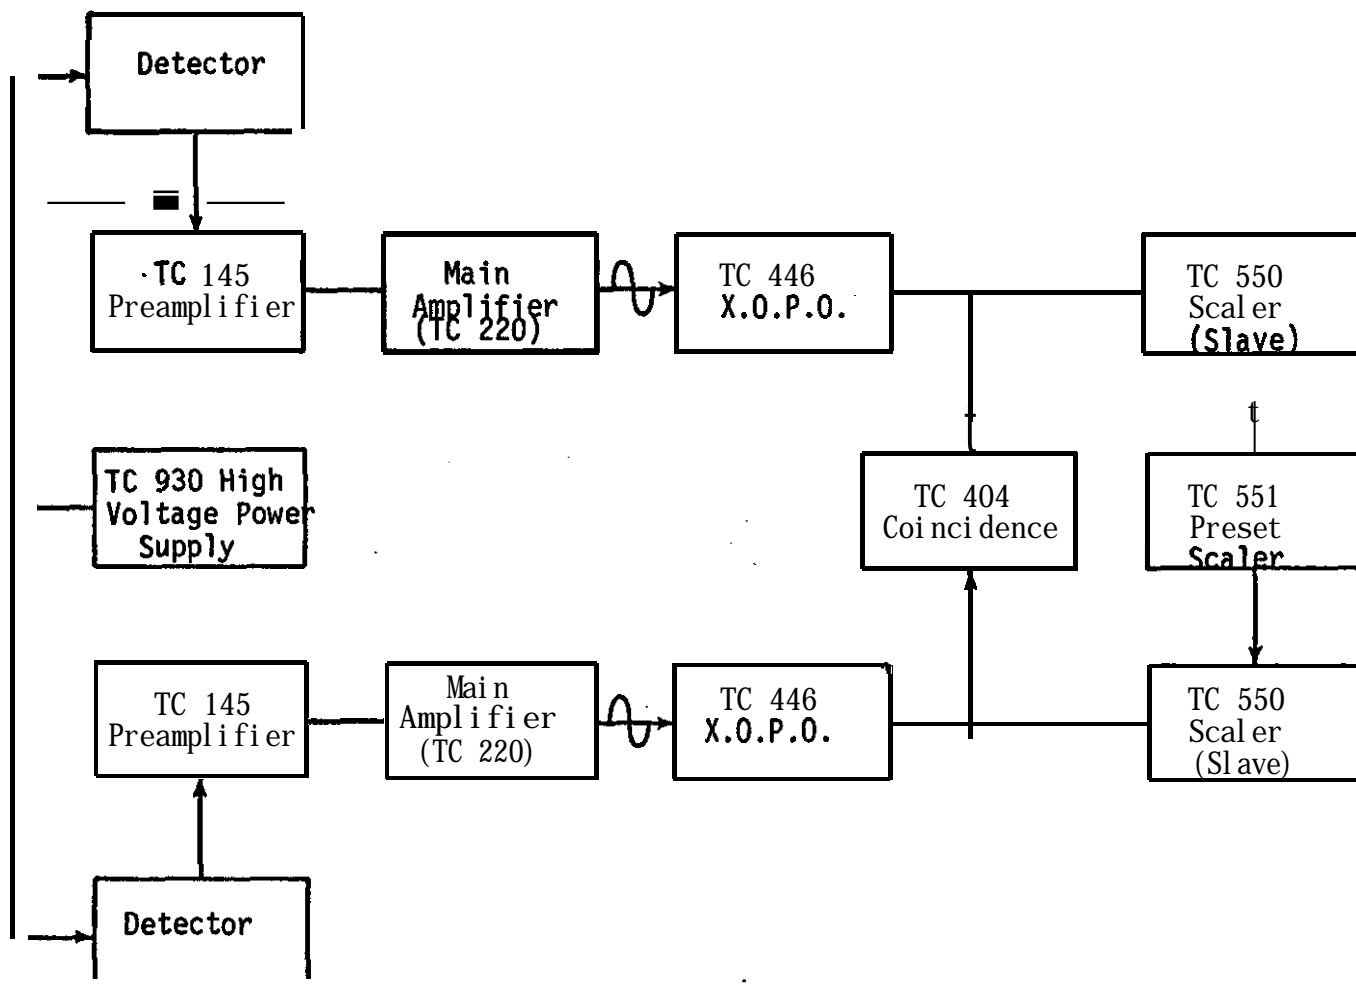 Detector
TC 145
Preamplifier
Main
Amplifier
(TC 220)
TC 446
X.O.P.O.
TC 550
Scaler
(Slave)
t
TC 930 High
Voltage Power
Supply
TC 404
Coincidence
TC 551
Preset
Scaler
TC 145
Preamplifier
Main
Amplifier
(TC 220)
TC 446
X.O.P.O.
TC 550
Scaler
(Slave)
Detector